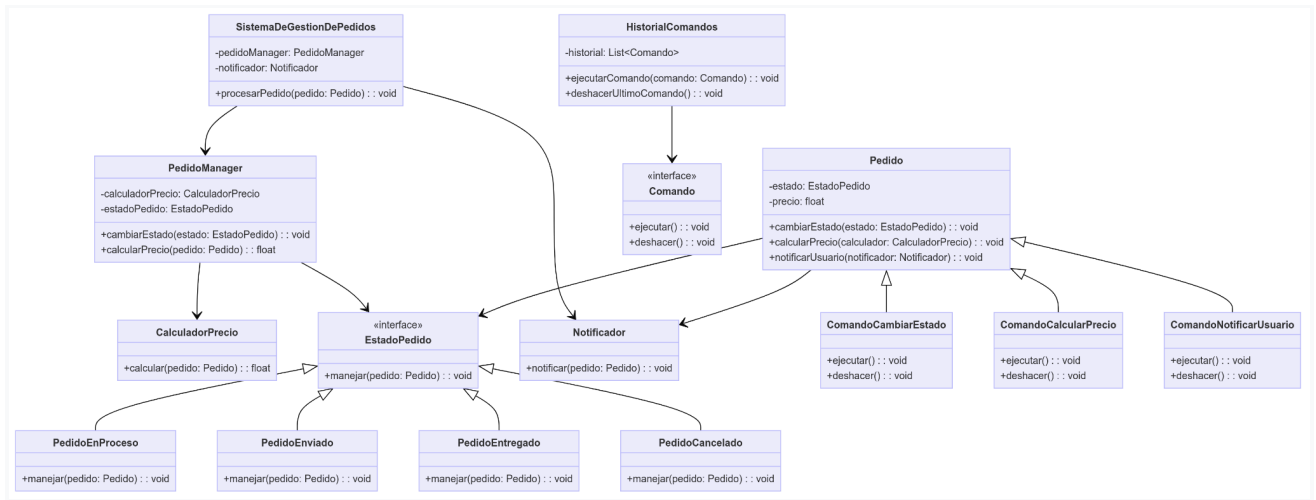 SistemaDeGestionDePedidos
-pedidoManager: PedidoManager
-notificador: Notificador
+procesarPedido(pedido: Pedido) : : void
HistorialComandos
-historial: List<Comando>
+ejecutarComando(comando: Comando) : : void
+deshacerUltimoComando() : : void
PedidoManager
-calculadorPrecio: CalculadorPrecio
-estadoPedido: EstadoPedido
+cambiarEstado(estado: EstadoPedido) : : void
+calcularPrecio(pedido: Pedido) : : float
«interface»
Comando
+ejecutar() : : void
+deshacer() : : void
Pedido
-estado: EstadoPedido
-precio: float
+cambiarEstado(estado: EstadoPedido) : : void
+calcularPrecio(calculador: CalculadorPrecio) : : void
+notificarUsuario(notificador: Notificador) : : void
CalculadorPrecio
+calcular(pedido: Pedido) : : float
«interface»
EstadoPedido
+manejar(pedido: Pedido) : : void
Notificador
+notificar(pedido: Pedido) : : void
ComandoCambiarEstado
+ejecutar() : : void
+deshacer() : : void
ComandoCalcularPrecio
+ejecutar() : : void
+deshacer() : : void
ComandoNotificarUsuario
+ejecutar() : : void
+deshacer() : : void
PedidoEnProceso
+manejar(pedido: Pedido) : : void
PedidoEnviado
+manejar(pedido: Pedido) : : void
PedidoEntregado
+manejar(pedido: Pedido) : : void
PedidoCancelado
+manejar(pedido: Pedido) : : void